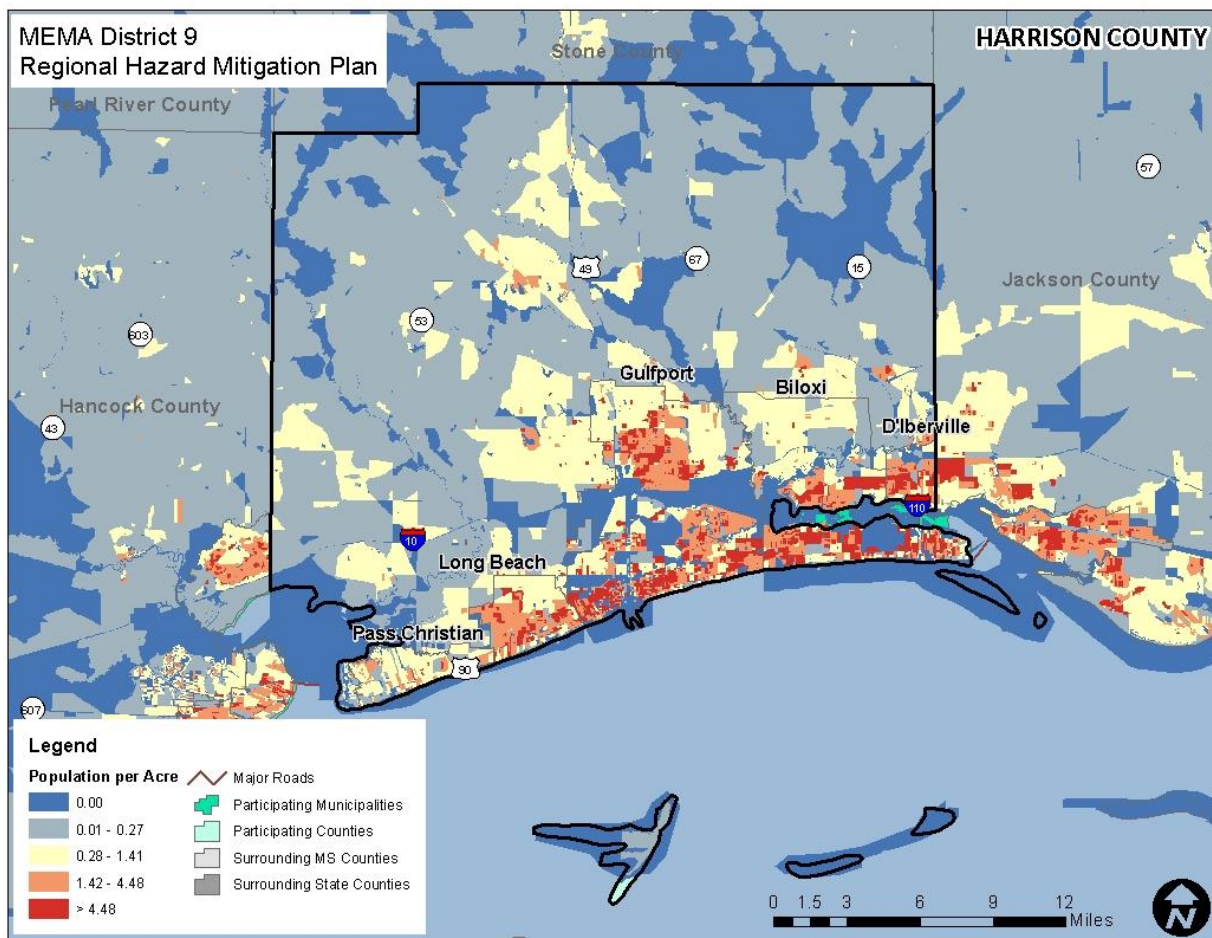 MEMA District 9
Regional Hazard Mitigation Plan
HARRISON COUNTY
Stone County
Pearl River County
57
49
67
15
Jackson County
53
603
Gulfport
Biloxi
Hancock County
43
D'Iberville
110
10
Long Beach
Pass Christian
90
607
Legend
Population per Acre
0.00
0.01 - 0.27
0.28 - 1.41
1.42 - 4.48
> 4.48
Major Roads
Participating Municipalities
Participating Counties
Surrounding MS Counties
Surrounding State Counties
0 1.5 3 6 9 12
Miles
N